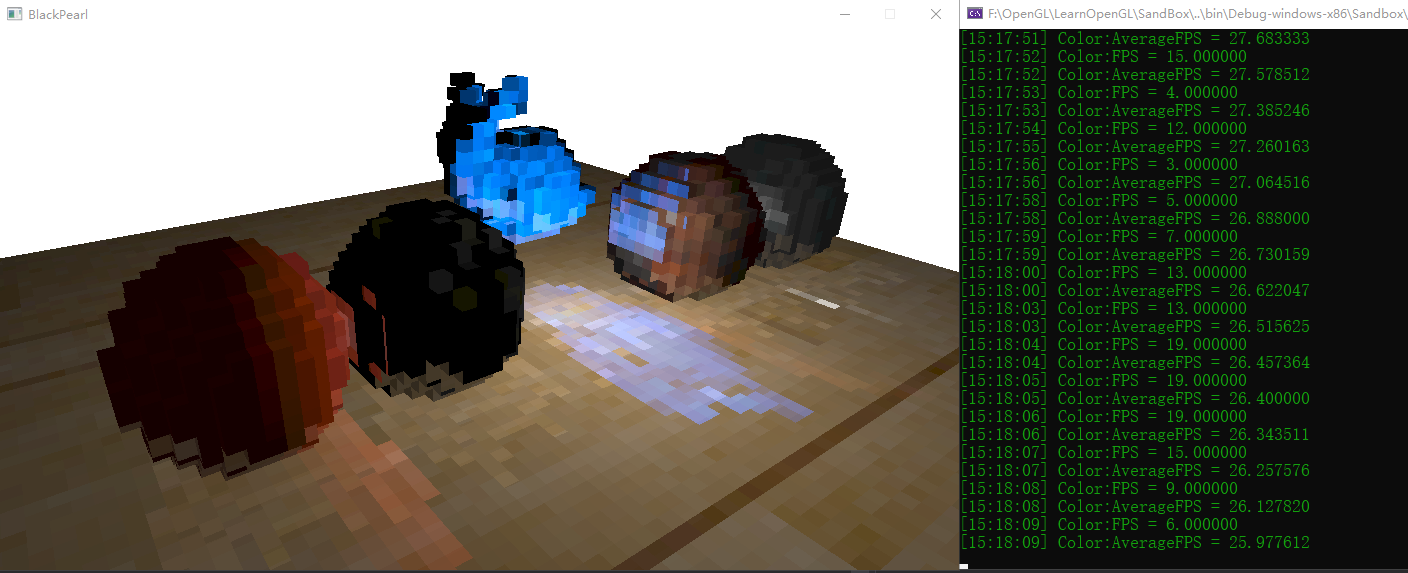 BlackPearl
F:\OpenGL\LearnOpenGL\SandBox\..\bin\Debug-windows-x86\Sandbox\
[15:17:51] Color:AverageFPS = 27.683333
[15:17:52] Color:FPS = 15.000000
[15:17:52] Color:AverageFPS = 27.578512
[15:17:53] Color:FPS = 4.000000
[15:17:53] Color:AverageFPS = 27.385246
[15:17:54] Color:FPS = 12.000000
[15:17:55] Color:AverageFPS = 27.260163
[15:17:56] Color:FPS = 3.000000
[15:17:56] Color:AverageFPS = 27.064516
[15:17:58] Color:FPS = 5.000000
[15:17:58] Color:AverageFPS = 26.888000
[15:17:59] Color:FPS = 7.000000
[15:17:59] Color:AverageFPS = 26.730159
[15:18:00] Color:FPS = 13.000000
[15:18:00] Color:AverageFPS = 26.622047
[15:18:03] Color:FPS = 13.000000
[15:18:03] Color:AverageFPS = 26.515625
[15:18:04] Color:FPS = 19.000000
[15:18:04] Color:AverageFPS = 26.457364
[15:18:05] Color:FPS = 19.000000
[15:18:05] Color:AverageFPS = 26.400000
[15:18:06] Color:FPS = 19.000000
[15:18:06] Color:AverageFPS = 26.343511
[15:18:07] Color:FPS = 15.000000
[15:18:07] Color:AverageFPS = 26.257576
[15:18:08] Color:FPS = 9.000000
[15:18:08] Color:AverageFPS = 26.127820
[15:18:09] Color:FPS = 6.000000
[15:18:09] Color:AverageFPS = 25.977612